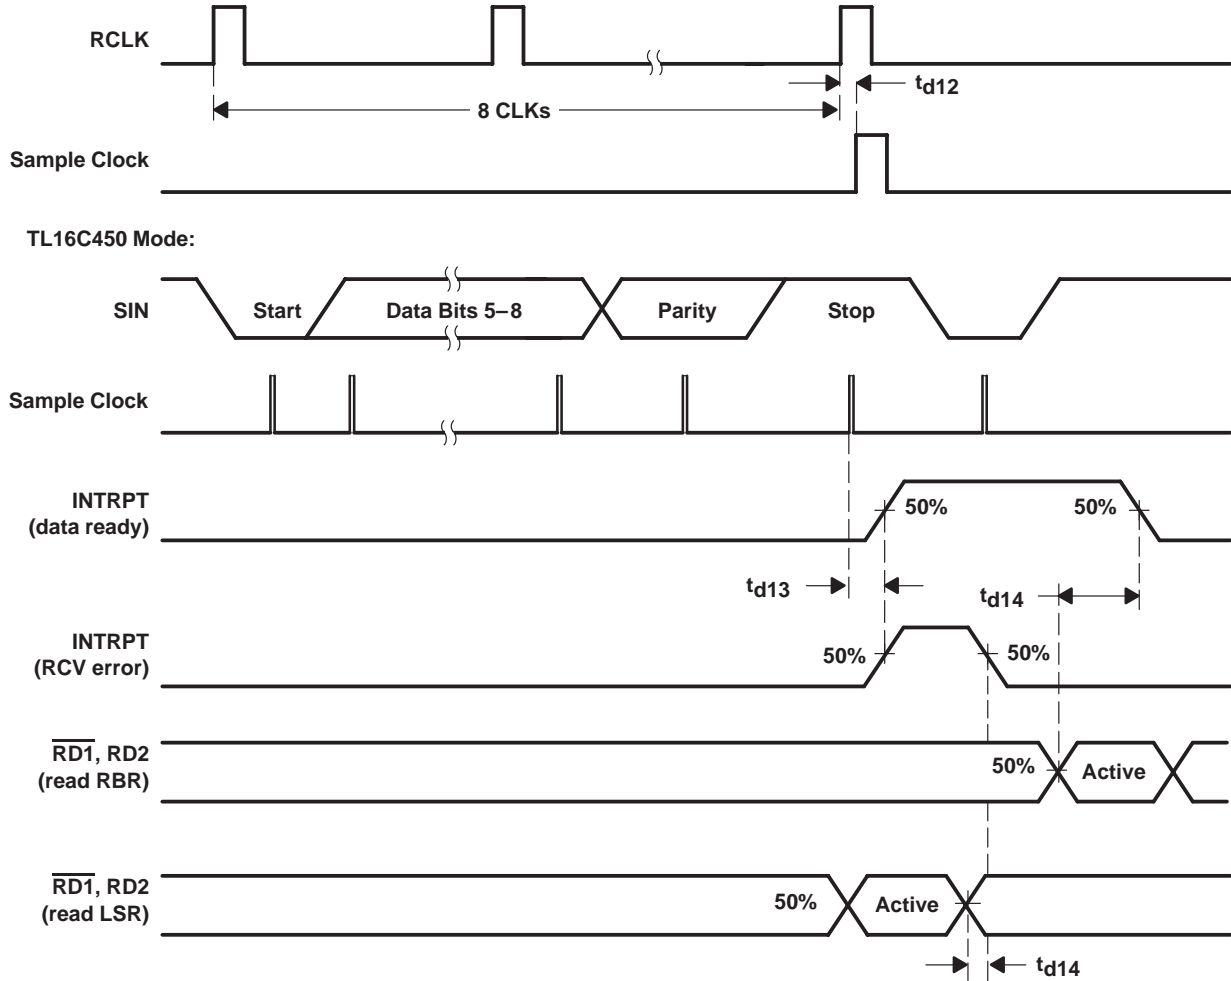 RCLK
td12
8 CLKs
Sample Clock
TL16C450 Mode:
SIN
Start
Data Bits 5–8
Parity
Stop
Sample Clock
INTRPT
(data ready)
50%
50%
td13
td14
INTRPT
(RCV error)
50%
50%
RD1, RD2
(read RBR)
50%
Active
RD1, RD2
(read LSR)
50%
Active
td14